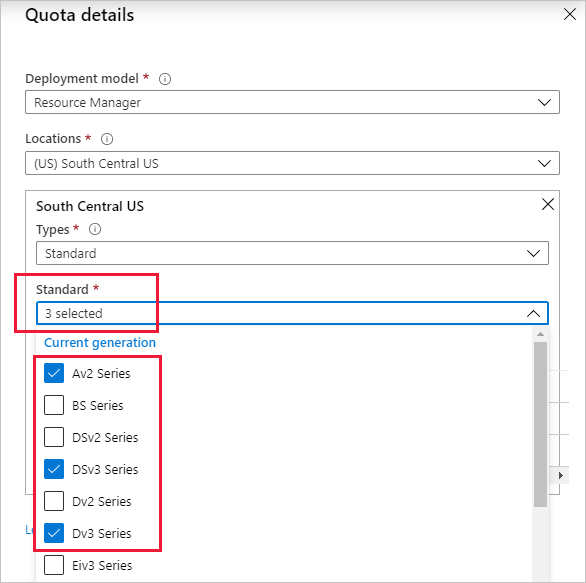 Quota details
Deployment model *
Resource Manager
Locations *
(US) South Central US
South Central US
Types *
Standard
Standard *
3 selected
Current generation
Av2 Series
BS Series
DSv2 Series
DSv3 Series
Dv2 Series
Dv3 Series
Eiv3 Series